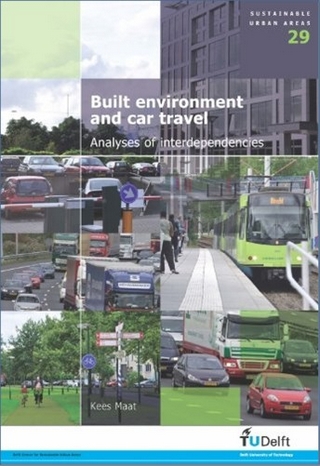 SUSTAINABLE
URBAN AREAS
29
Built environment
and car travel
Analyses of interdependencies
Kees Maat
TUDelft
Delft University of Technology